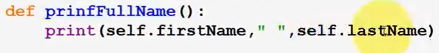 def prinfFullName():
    print(self.firstName," ",self.lastName)